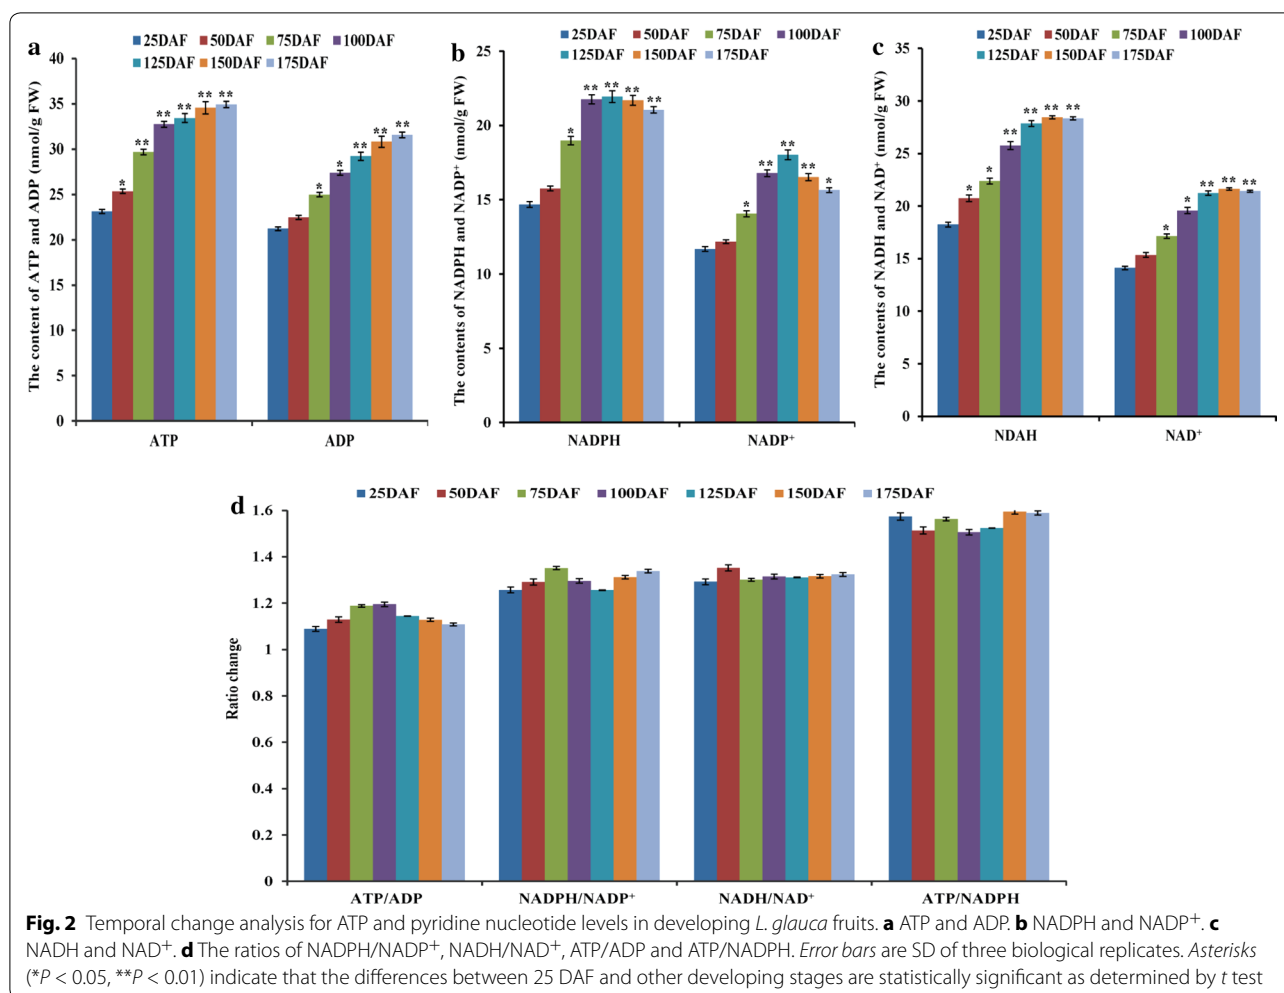 a
25DAF 50DAF 75DAF 100DAF
125DAF 150DAF 175DAF
The content of ATP and ADP (nmol/g FW)
40
35
30
25
20
15
10
5
0
* ** ** ** ** **
* * ** ** **
ATP ADP
b
25DAF 50DAF 75DAF 100DAF
125DAF 150DAF 175DAF
The contents of NADPH and NADP⁺ (nmol/g FW)
25
20
15
10
5
0
* ** ** ** **
* ** ** ** *
NADPH NADP⁺
c
25DAF 50DAF 75DAF 100DAF
125DAF 150DAF 175DAF
The contents of NADH and NAD⁺ (nmol/g FW)
35
30
25
20
15
10
5
0
* * ** ** ** **
* * ** ** **
NDAH NAD⁺
d
25DAF 50DAF 75DAF 100DAF 125DAF 150DAF 175DAF
Ratio change
1.6
1.4
1.2
1
0.8
0.6
0.4
0.2
0
ATP/ADP NADPH/NADP⁺ NADH/NAD⁺ ATP/NADPH
Fig. 2 Temporal change analysis for ATP and pyridine nucleotide levels in developing L. glauca fruits. a ATP and ADP. b NADPH and NADP⁺. c
NADH and NAD⁺. d The ratios of NADPH/NADP⁺, NADH/NAD⁺, ATP/ADP and ATP/NADPH. Error bars are SD of three biological replicates. Asterisks
(*P < 0.05, **P < 0.01) indicate that the differences between 25 DAF and other developing stages are statistically significant as determined by t test